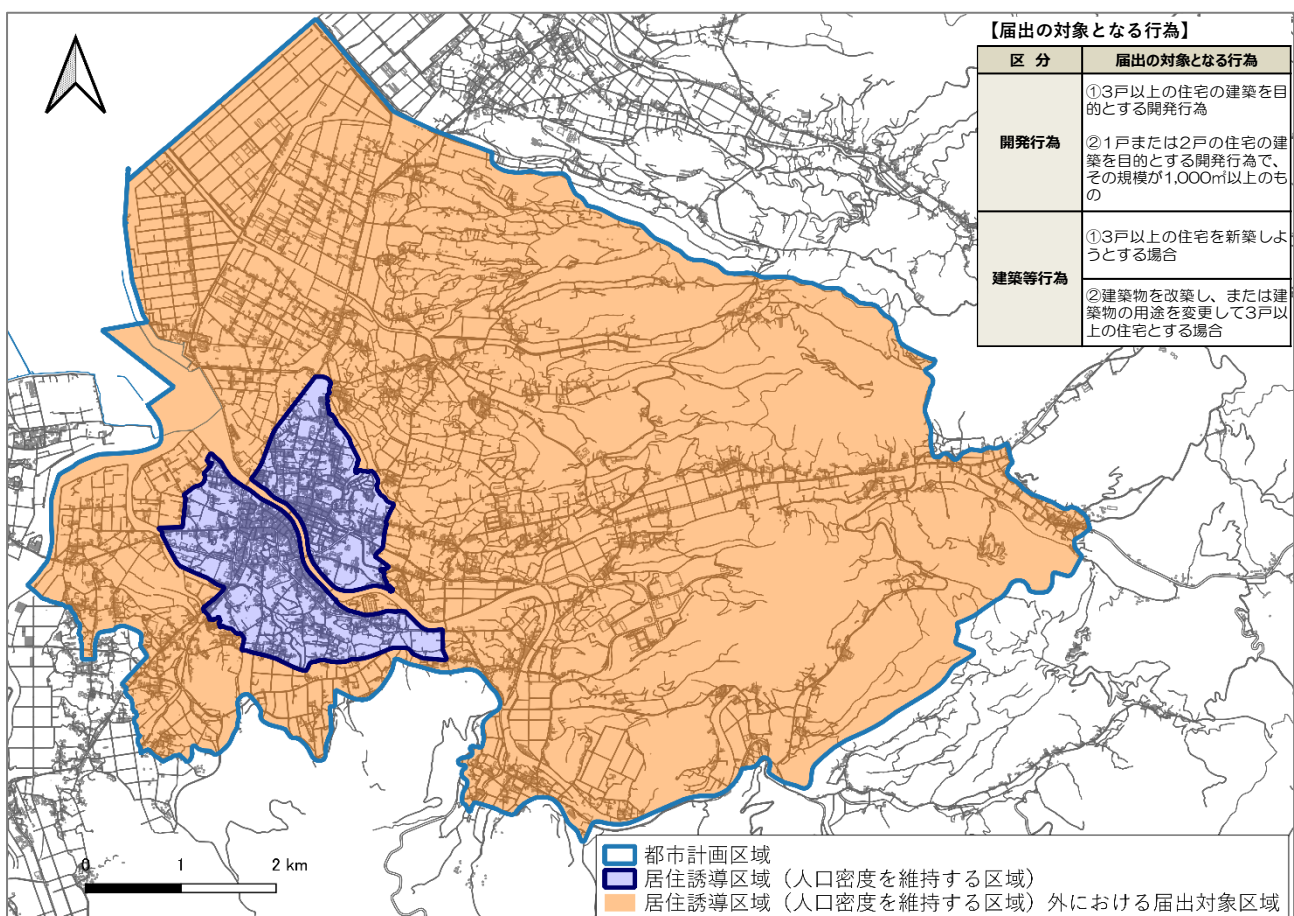 【届出の対象となる行為】
区 分
届出の対象となる行為
開発行為
①3戸以上の住宅の建築を目
的とする開発行為
②1戸または2戸の住宅の建
築を目的とする開発行為で、
その規模が1,000㎡以上のも
の
建築等行為
①3戸以上の住宅を新築しよ
うとする場合
②建築物を改築し、または建
築物の用途を変更して3戸以
上の住宅とする場合
0 1 2 km
都市計画区域
居住誘導区域（人口密度を維持する区域）
居住誘導区域（人口密度を維持する区域）外における届出対象区域